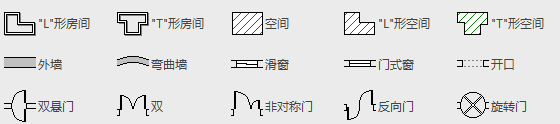 "L"形房间 "T"形房间 空间 "L"形空间 "T"形空间
外墙 弯曲墙 滑窗 门式窗 开口
双悬门 双 非对称门 反向门 旋转门